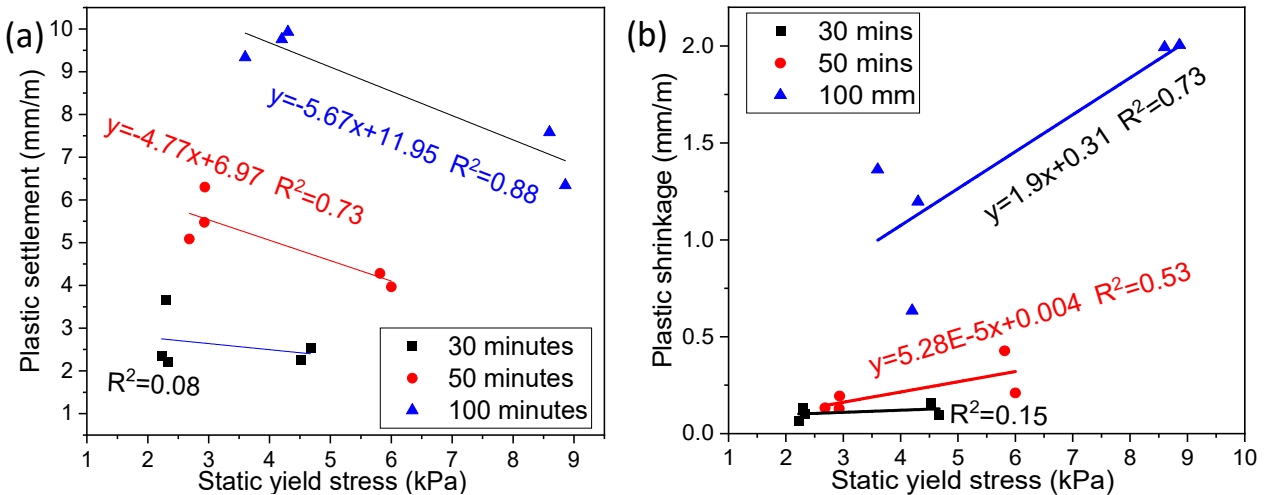 (a)
Plastic settlement (mm/m)
10
9
8
7
6
5
4
3
2
1
y=-5.67x+11.95 R²=0.88
y=-4.77x+6.97 R²=0.73
R²=0.08
30 minutes
50 minutes
100 minutes
1 2 3 4 5 6 7 8 9
Static yield stress (kPa)
(b)
Plastic shrinkage (mm/m)
2.0
1.5
1.0
0.5
0.0
30 mins
50 mins
100 mm
y=1.9x+0.31 R²=0.73
y=5.28E-5x+0.004 R²=0.53
R²=0.15
1 2 3 4 5 6 7 8 9 10
Static yield stress (kPa)